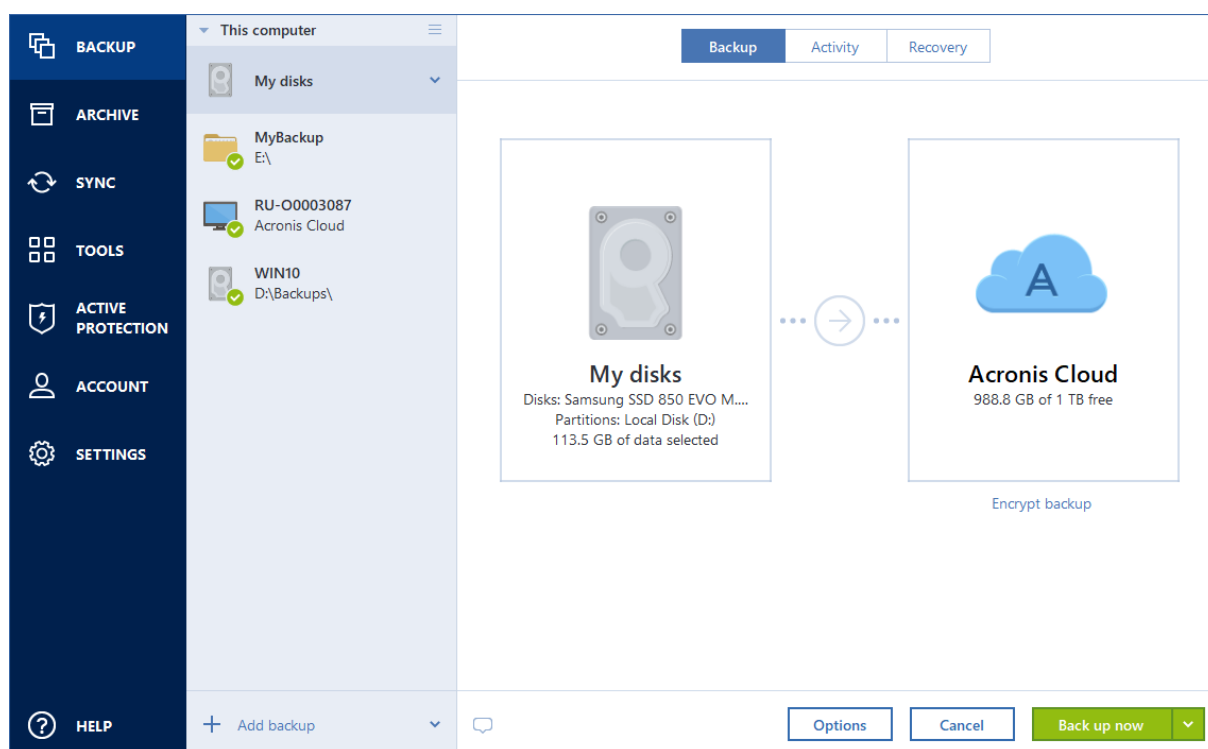 BACKUP
ARCHIVE
SYNC
TOOLS
ACTIVE
PROTECTION
ACCOUNT
SETTINGS
HELP
This computer
My disks
MyBackup
E:\
RU-O0003087
Acronis Cloud
WIN10
D:\Backups\
Add backup
Backup
Activity
Recovery
My disks
Disks: Samsung SSD 850 EVO M....
Partitions: Local Disk (D:)
113.5 GB of data selected
Acronis Cloud
988.8 GB of 1 TB free
Encrypt backup
Options
Cancel
Back up now